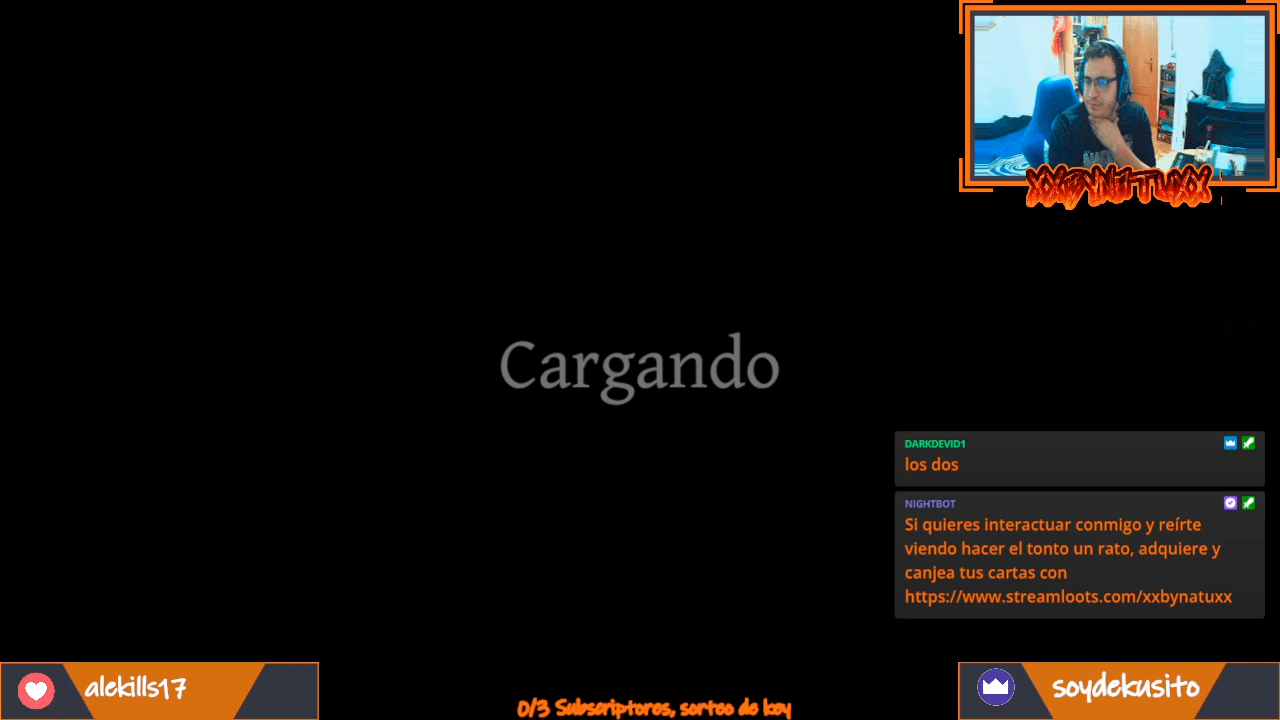 XXBYNATUXX
Cargando
DARKDEVID1
los dos
NIGHTBOT
Si quieres interactuar conmigo y reírte
viendo hacer el tonto un rato, adquiere y
canjea tus cartas con
https://www.streamloots.com/xxbynatuxx
alekills17
0/3 Subscriptores, sorteo de key
soydekusito